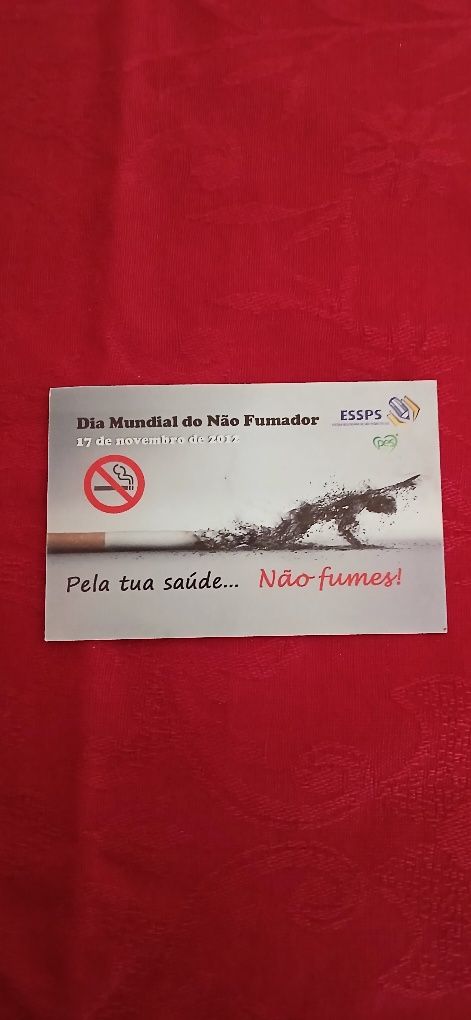 Dia Mundial do Não Fumador
17 de novembro de 2012
ESSPS
Pela tua saúde... Não fumes!